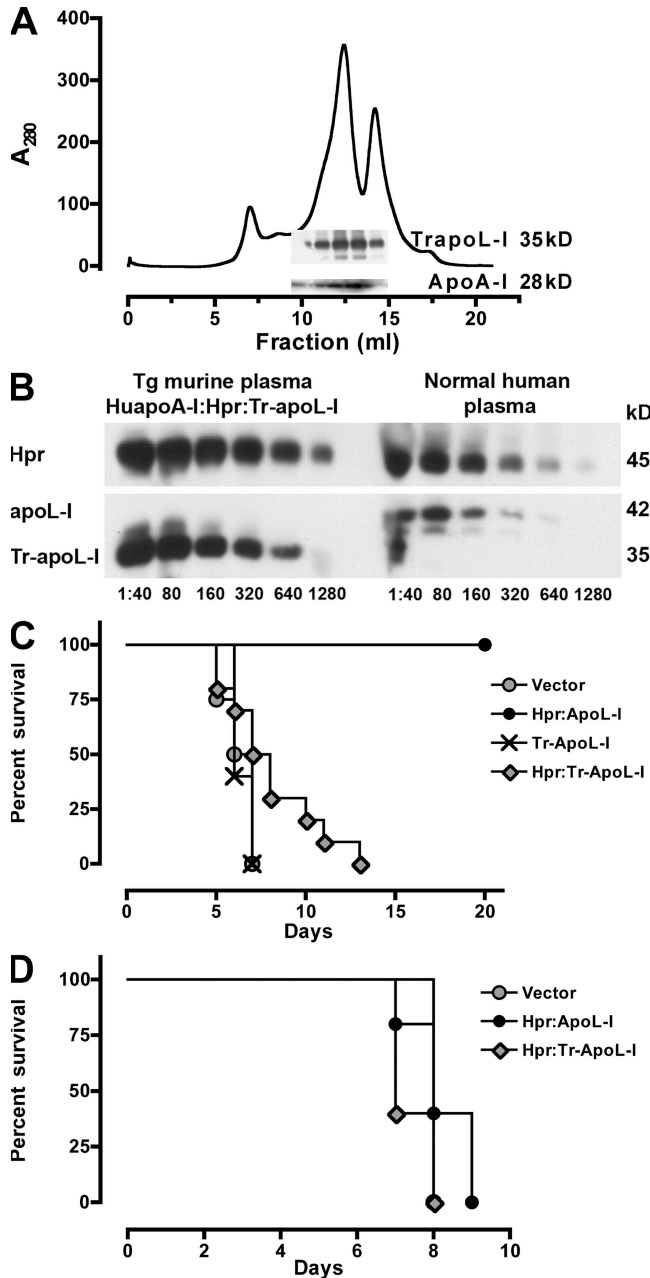 A
400
300
200
100
0
A280
TrapoL-I 35kD
ApoA-I 28kD
0 5 10 15 20
Fraction (ml)
B
Tg murine plasma
HuapoA-I:Hpr:Tr-apoL-I
Normal human
plasma
kD
Hpr
45
apoL-I
42
Tr-apoL-I
35
1:40 80 160 320 640 1280
1:40 80 160 320 640 1280
C
100
75
50
25
0
Percent survival
Vector
Hpr:ApoL-I
Tr-ApoL-I
Hpr:Tr-ApoL-I
0 5 10 15 20
Days
D
100
75
50
25
0
Percent survival
Vector
Hpr:ApoL-I
Hpr:Tr-ApoL-I
0 2 4 6 8 10
Days